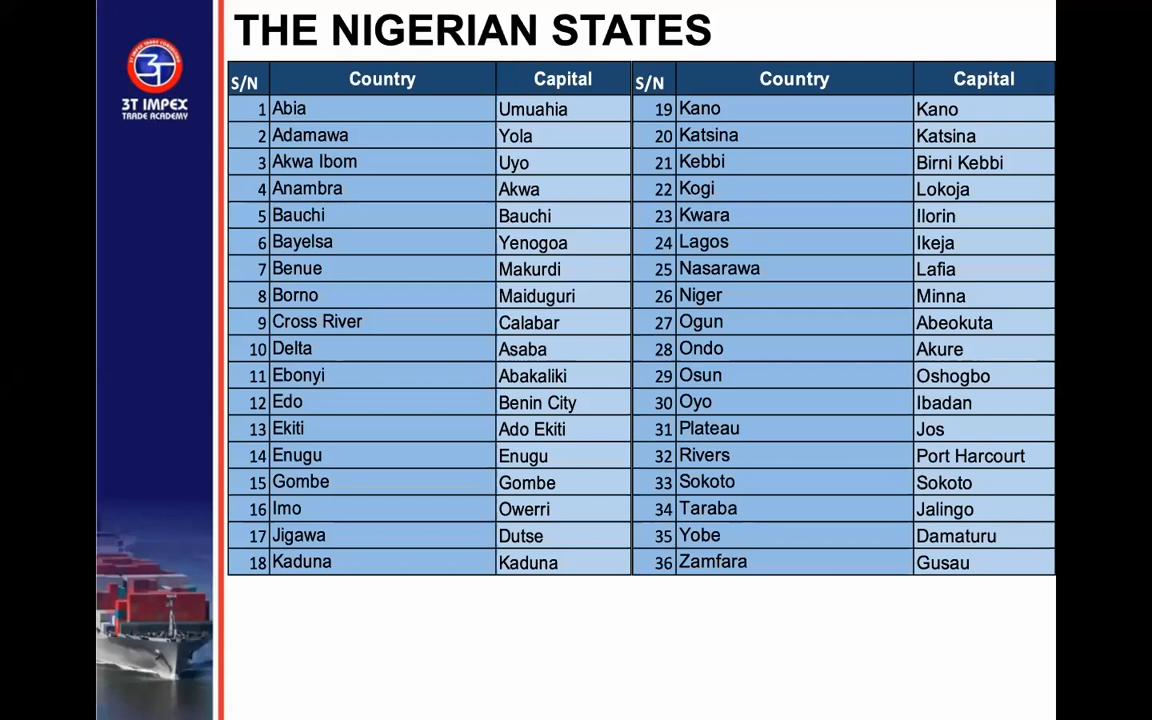 THE NIGERIAN STATES
3T IMPEX TRADE CONSULTING
3T
3T IMPEX
TRADE ACADEMY
S/N Country Capital S/N Country Capital
1 Abia Umuahia 19 Kano Kano
2 Adamawa Yola 20 Katsina Katsina
3 Akwa Ibom Uyo 21 Kebbi Birni Kebbi
4 Anambra Akwa 22 Kogi Lokoja
5 Bauchi Bauchi 23 Kwara Ilorin
6 Bayelsa Yenogoa 24 Lagos Ikeja
7 Benue Makurdi 25 Nasarawa Lafia
8 Borno Maiduguri 26 Niger Minna
9 Cross River Calabar 27 Ogun Abeokuta
10 Delta Asaba 28 Ondo Akure
11 Ebonyi Abakaliki 29 Osun Oshogbo
12 Edo Benin City 30 Oyo Ibadan
13 Ekiti Ado Ekiti 31 Plateau Jos
14 Enugu Enugu 32 Rivers Port Harcourt
15 Gombe Gombe 33 Sokoto Sokoto
16 Imo Owerri 34 Taraba Jalingo
17 Jigawa Dutse 35 Yobe Damaturu
18 Kaduna Kaduna 36 Zamfara Gusau